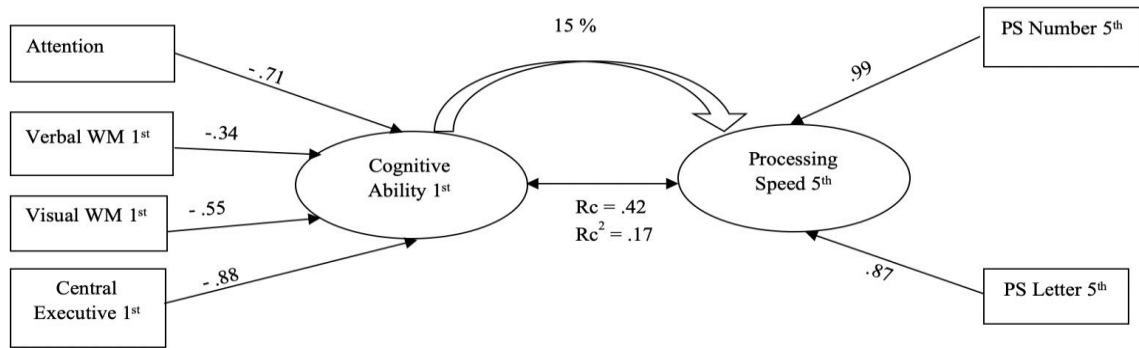 15 %
Attention
- .71
Verbal WM 1st
-.34
Visual WM 1st
- .55
Central
Executive 1st
- .88
Cognitive
Ability 1st
Rc = .42
Rc² = .17
Processing
Speed 5th
PS Number 5th
.99
PS Letter 5th
.87